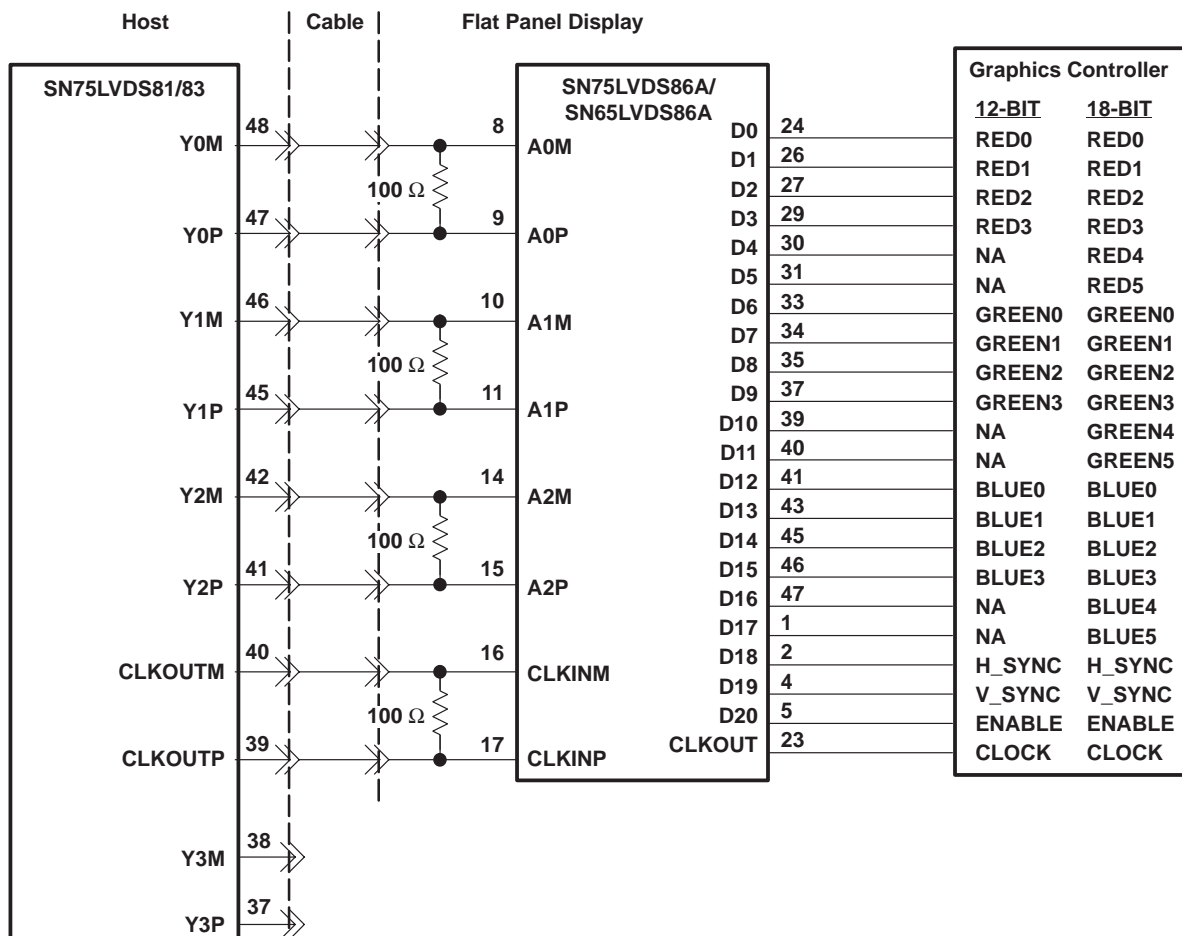 Host
Cable
Flat Panel Display
SN75LVDS81/83
Y0M
48
Y0P
47
Y1M
46
Y1P
45
Y2M
42
Y2P
41
CLKOUTM
40
CLKOUTP
39
Y3M
38
Y3P
37
100 Ω
100 Ω
100 Ω
100 Ω
SN75LVDS86A/
SN65LVDS86A
8
A0M
9
A0P
10
A1M
11
A1P
14
A2M
15
A2P
16
CLKINM
17
CLKINP
D0
24
D1
26
D2
27
D3
29
D4
30
D5
31
D6
33
D7
34
D8
35
D9
37
D10
39
D11
40
D12
41
D13
43
D14
45
D15
46
D16
47
D17
1
D18
2
D19
4
D20
5
CLKOUT
23
Graphics Controller
12-BIT 18-BIT
RED0 RED0
RED1 RED1
RED2 RED2
RED3 RED3
NA RED4
NA RED5
GREEN0 GREEN0
GREEN1 GREEN1
GREEN2 GREEN2
GREEN3 GREEN3
NA GREEN4
NA GREEN5
BLUE0 BLUE0
BLUE1 BLUE1
BLUE2 BLUE2
BLUE3 BLUE3
NA BLUE4
NA BLUE5
H_SYNC H_SYNC
V_SYNC V_SYNC
ENABLE ENABLE
CLOCK CLOCK